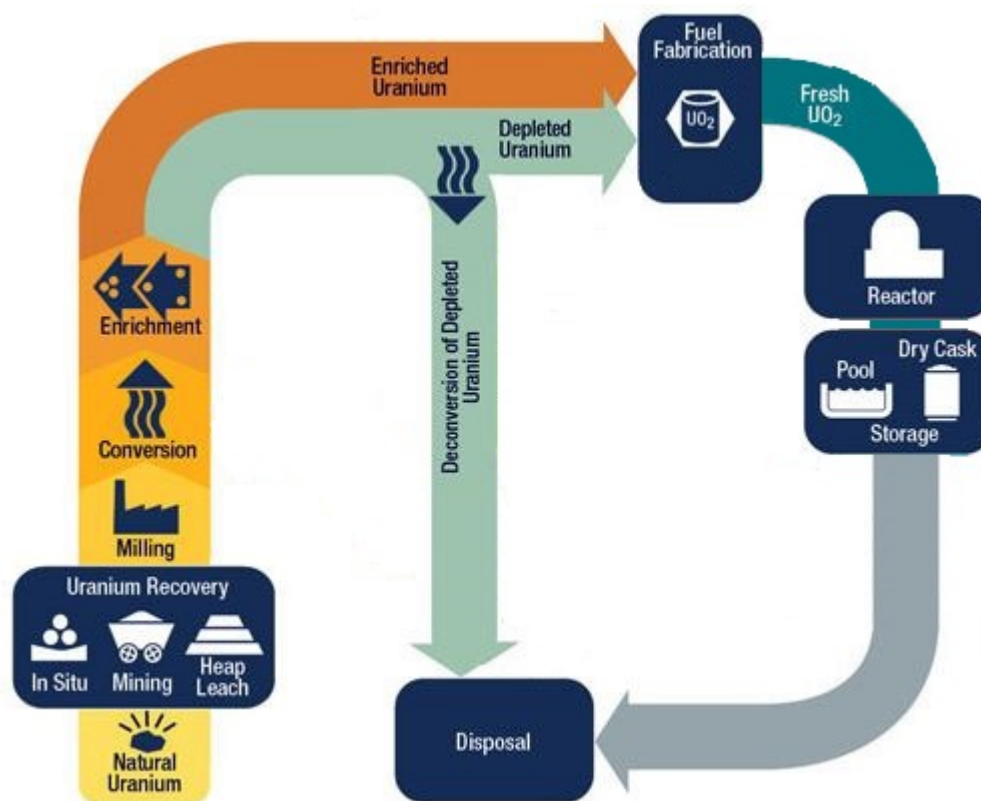 Fuel
Fabrication
UO₂
Enriched
Uranium
Depleted
Uranium
Fresh
UO₂
Reactor
Dry Cask
Pool
Storage
Enrichment
Conversion
Milling
Deconversion of Depleted
Uranium
Uranium Recovery
In Situ
Mining
Heap
Leach
Natural
Uranium
Disposal